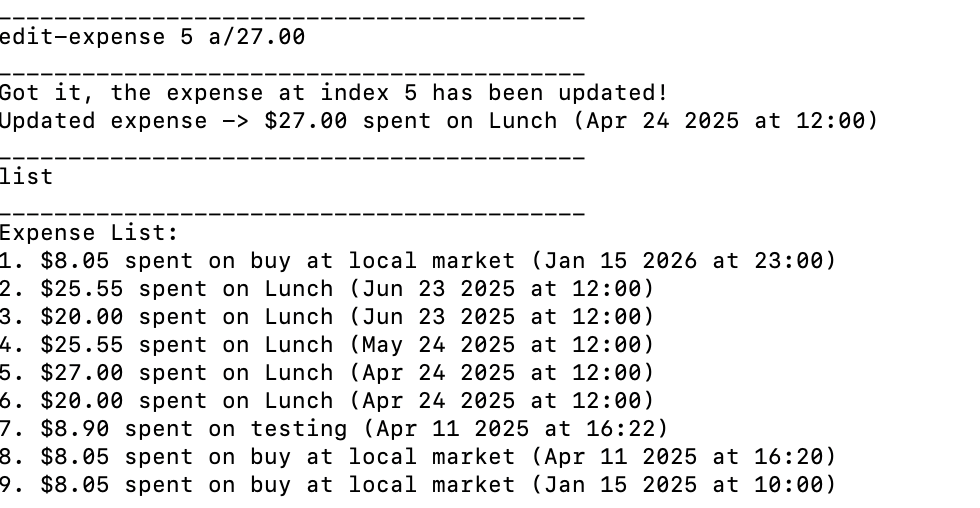 __________________________________________
edit-expense 5 a/27.00
__________________________________________
Got it, the expense at index 5 has been updated!
Updated expense -> $27.00 spent on Lunch (Apr 24 2025 at 12:00)
__________________________________________
list
__________________________________________
Expense List:
1. $8.05 spent on buy at local market (Jan 15 2026 at 23:00)
2. $25.55 spent on Lunch (Jun 23 2025 at 12:00)
3. $20.00 spent on Lunch (Jun 23 2025 at 12:00)
4. $25.55 spent on Lunch (May 24 2025 at 12:00)
5. $27.00 spent on Lunch (Apr 24 2025 at 12:00)
6. $20.00 spent on Lunch (Apr 24 2025 at 12:00)
7. $8.90 spent on testing (Apr 11 2025 at 16:22)
8. $8.05 spent on buy at local market (Apr 11 2025 at 16:20)
9. $8.05 spent on buy at local market (Jan 15 2025 at 10:00)